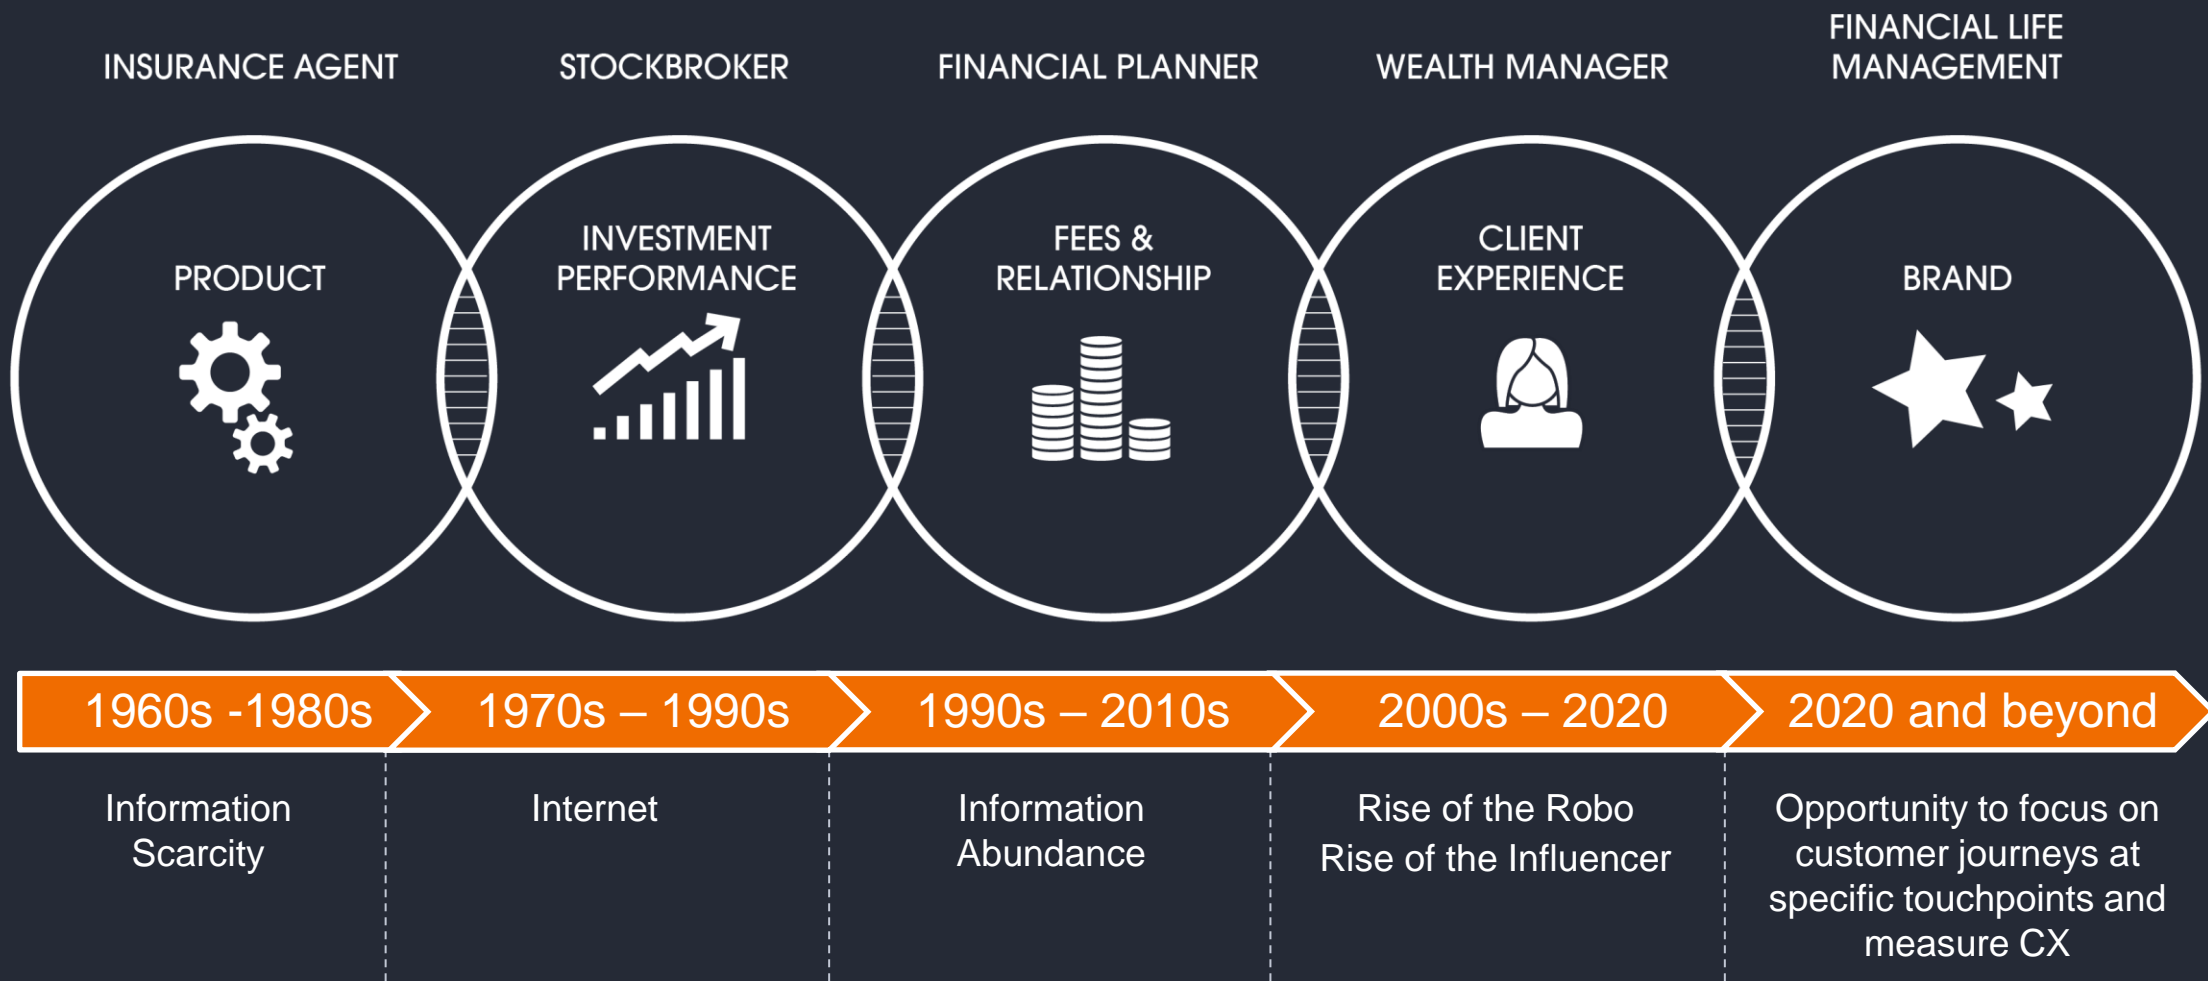 INSURANCE AGENT
STOCKBROKER
FINANCIAL PLANNER
WEALTH MANAGER
FINANCIAL LIFE
MANAGEMENT
PRODUCT
INVESTMENT
PERFORMANCE
FEES &
RELATIONSHIP
CLIENT
EXPERIENCE
BRAND
1960s -1980s
1970s – 1990s
1990s – 2010s
2000s – 2020
2020 and beyond
Information
Scarcity
Internet
Information
Abundance
Rise of the Robo
Rise of the Influencer
Opportunity to focus on
customer journeys at
specific touchpoints and
measure CX